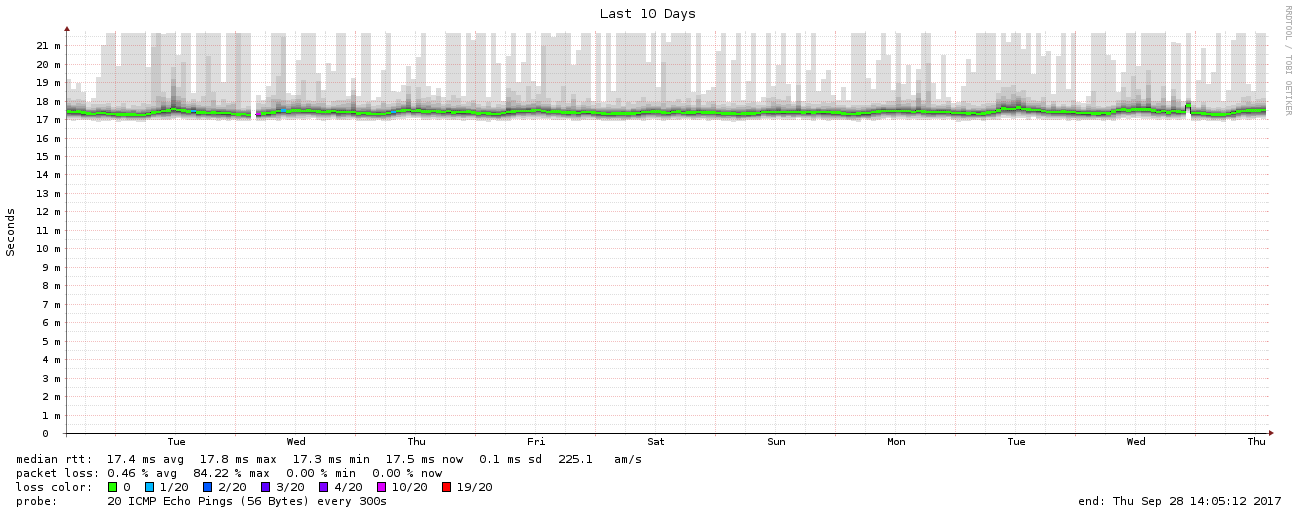 Last 10 Days
RRDTOOL / TOBI OETIKER
Seconds
21 m
20 m
19 m
18 m
17 m
16 m
15 m
14 m
13 m
12 m
11 m
10 m
9 m
8 m
7 m
6 m
5 m
4 m
3 m
2 m
1 m
0
Tue Wed Thu Fri Sat Sun Mon Tue Wed Thu
median rtt: 17.4 ms avg 17.8 ms max 17.3 ms min 17.5 ms now 0.1 ms sd 225.1 am/s
packet loss: 0.46 % avg 84.22 % max 0.00 % min 0.00 % now
loss color: 0 1/20 2/20 3/20 4/20 10/20 19/20
probe: 20 ICMP Echo Pings (56 Bytes) every 300s end: Thu Sep 28 14:05:12 2017